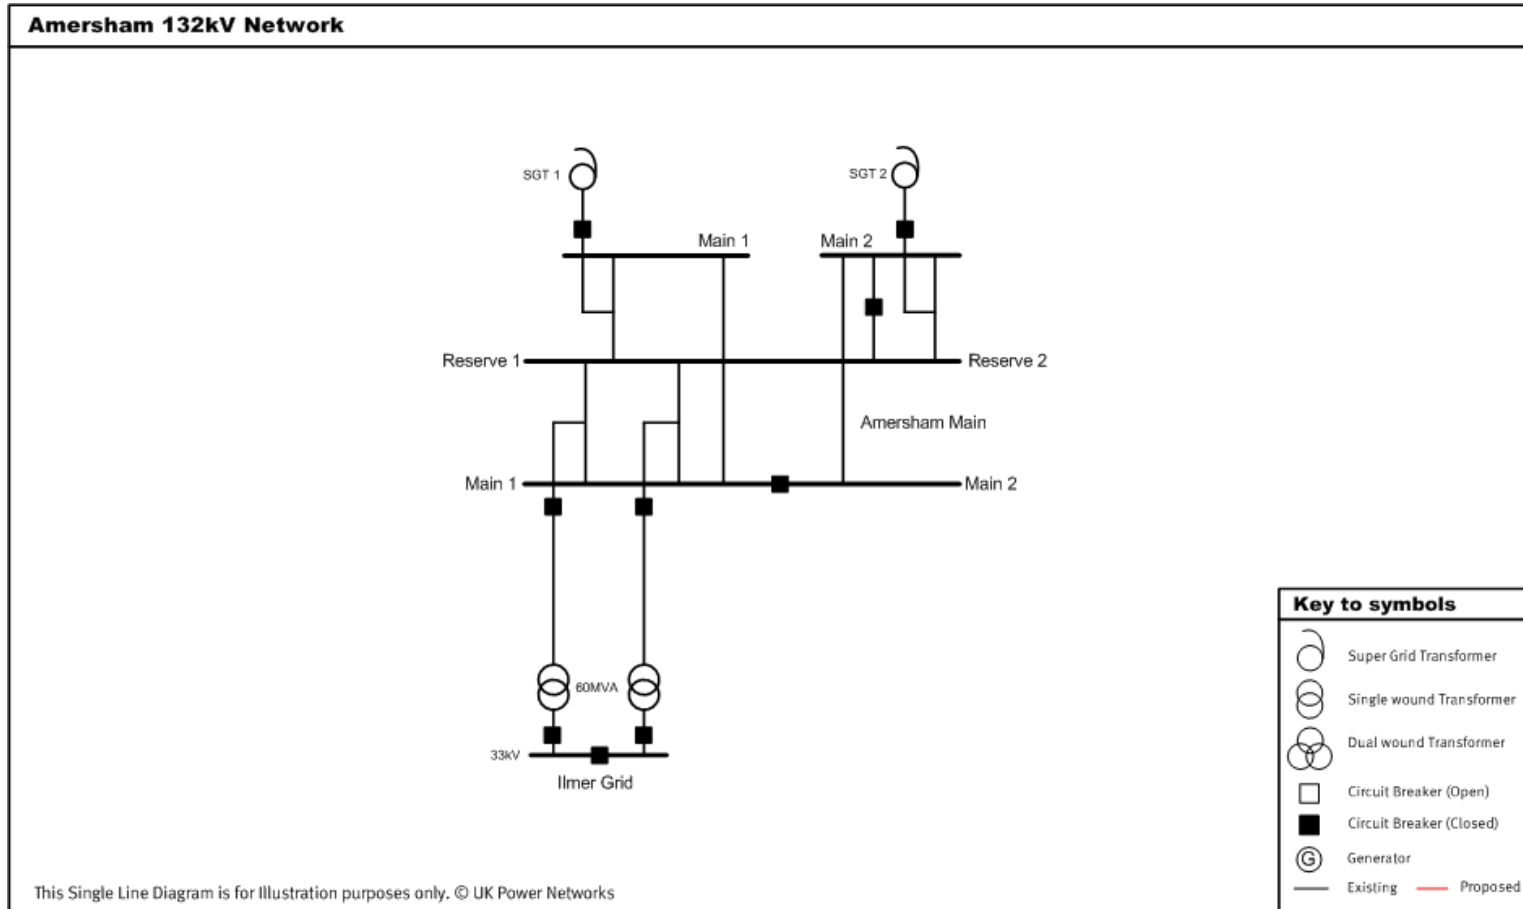 Amersham 132kV Network
SGT 1
SGT 2
Main 1
Main 2
Reserve 1
Reserve 2
Amersham Main
Main 1
Main 2
60MVA
33kV
Ilmer Grid
Key to symbols
Super Grid Transformer
Single wound Transformer
Dual wound Transformer
Circuit Breaker (Open)
Circuit Breaker (Closed)
G Generator
Existing Proposed
This Single Line Diagram is for Illustration purposes only. © UK Power Networks